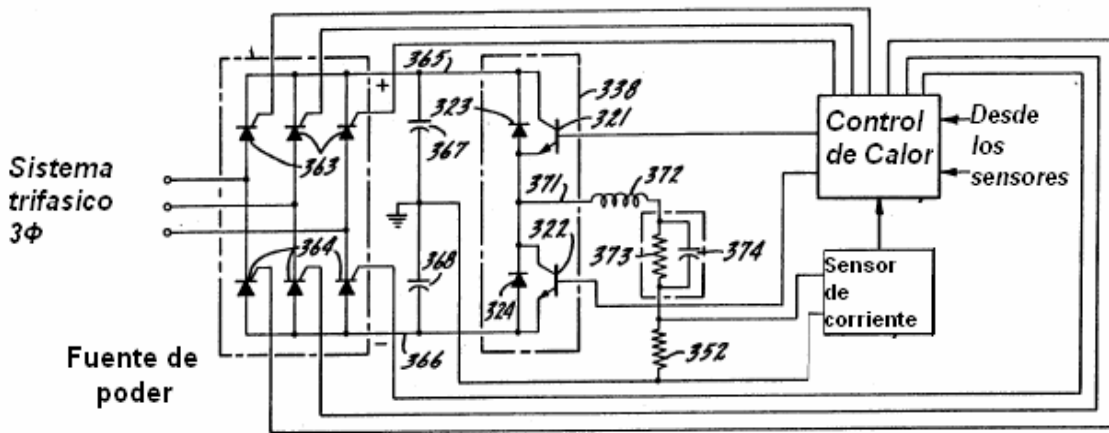 365
+
323
367
338
321
Control
de Calor
Desde
los
sensores
363
Sistema
trifasico
3Φ
371
372
322
373
374
364
368
324
Sensor
de
corriente
352
-
366
Fuente de
poder